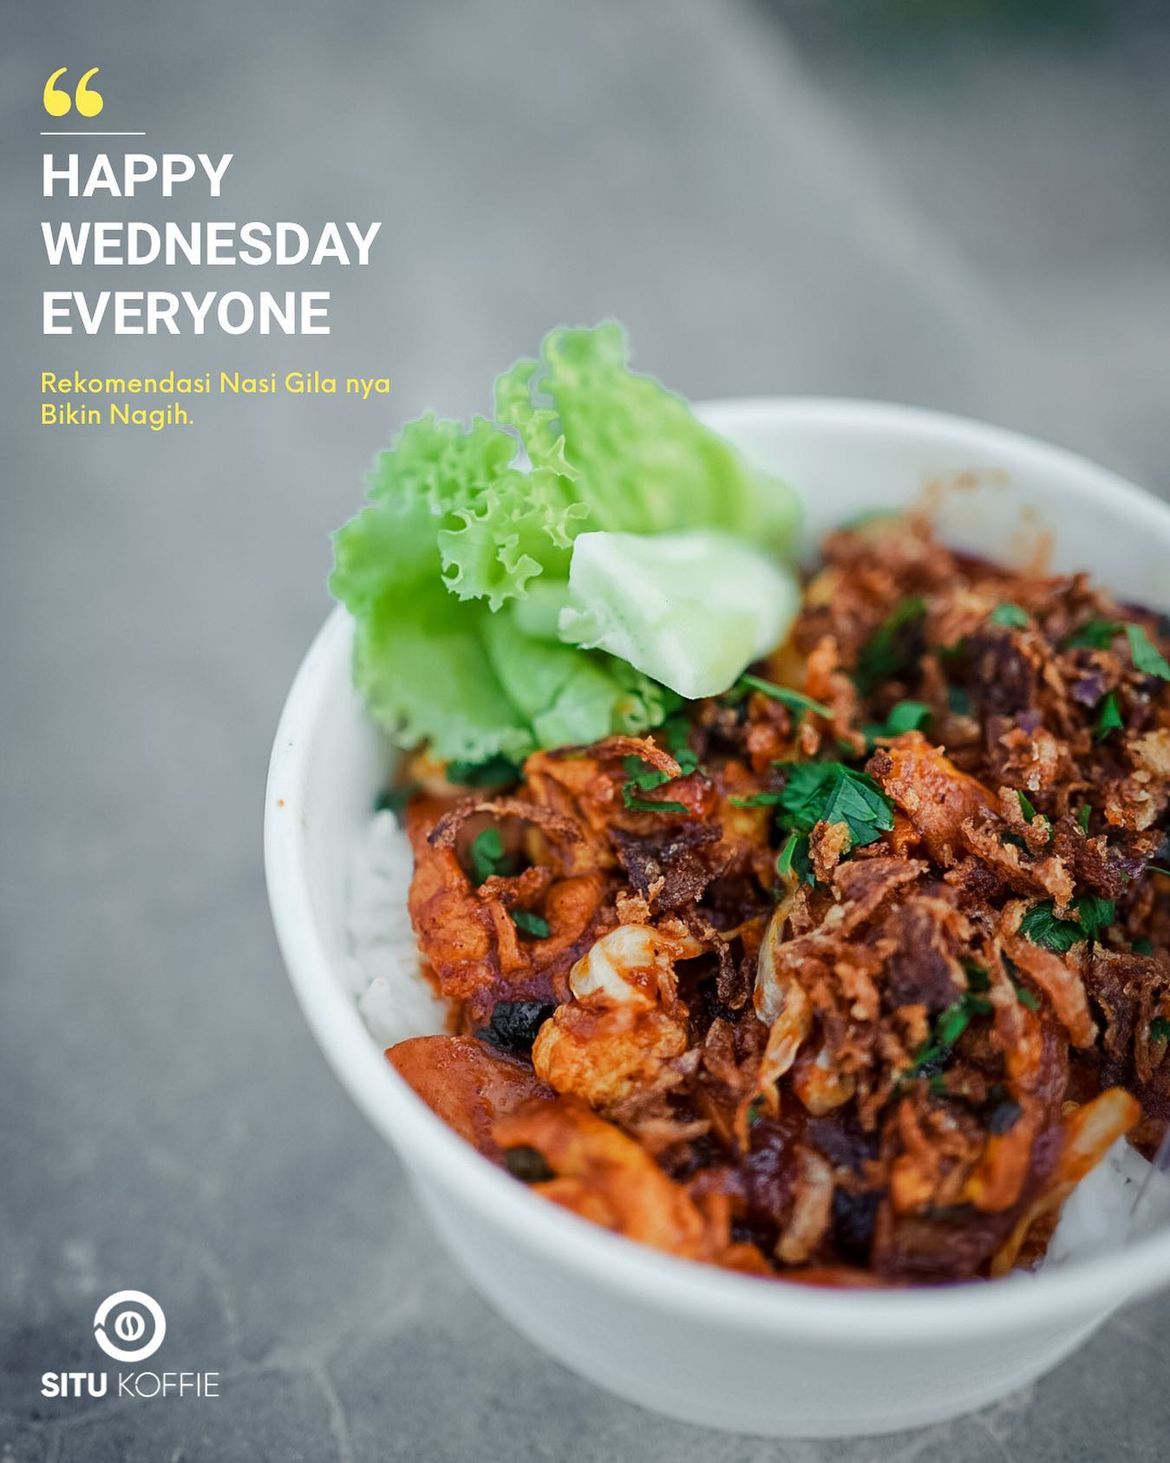 “
HAPPY
WEDNESDAY
EVERYONE
Rekomendasi Nasi Gila nya
Bikin Nagih.
SITU KOFFIE